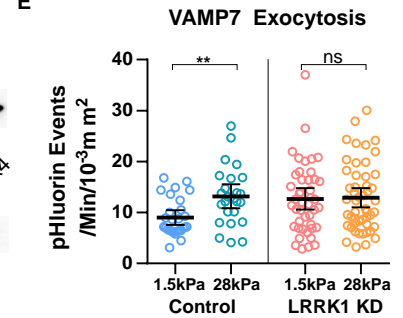 E
VAMP7 Exocytosis
pHluorin Events
/Min/10⁻³m m²
40
30
20
10
0
** ns
1.5kPa 28kPa 1.5kPa 28kPa
Control LRRK1 KD